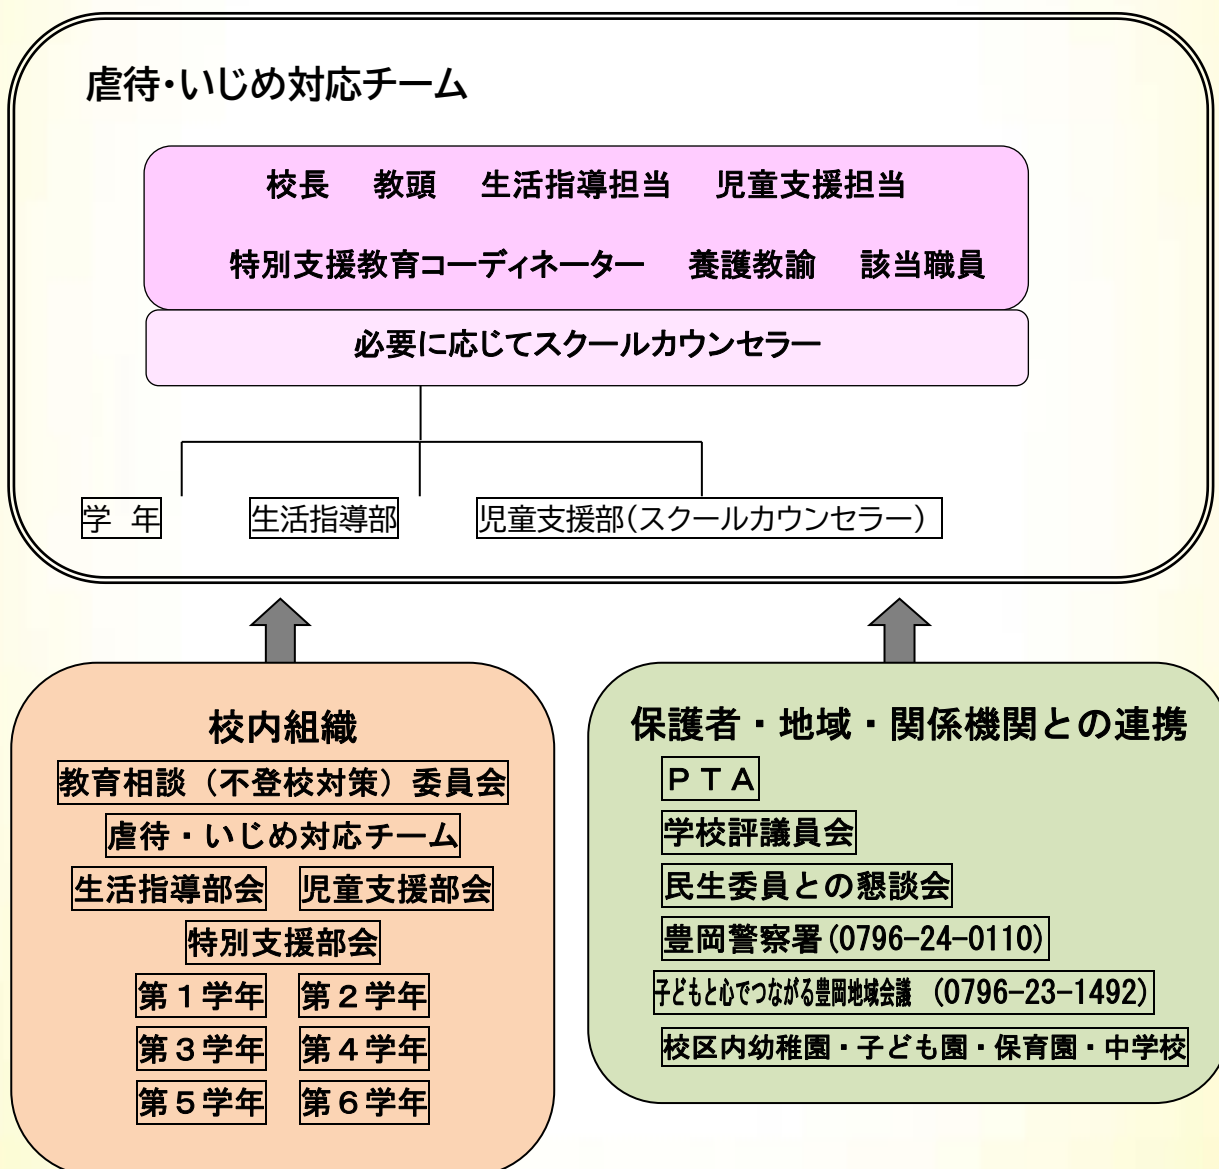 虐待・いじめ対応チーム
校長　教頭　生活指導担当　児童支援担当
特別支援教育コーディネーター　養護教諭　該当職員
必要に応じてスクールカウンセラー
学　年　生活指導部　児童支援部（スクールカウンセラー）
校内組織
教育相談（不登校対策）委員会
虐待・いじめ対応チーム
生活指導部会　児童支援部会
特別支援部会
第１学年　第２学年
第３学年　第４学年
第５学年　第６学年
保護者・地域・関係機関との連携
ＰＴＡ
学校評議員会
民生委員との懇談会
豊岡警察署(0796-24-0110)
子どもと心でつながる豊岡地域会議　(0796-23-1492)
校区内幼稚園・子ども園・保育園・中学校